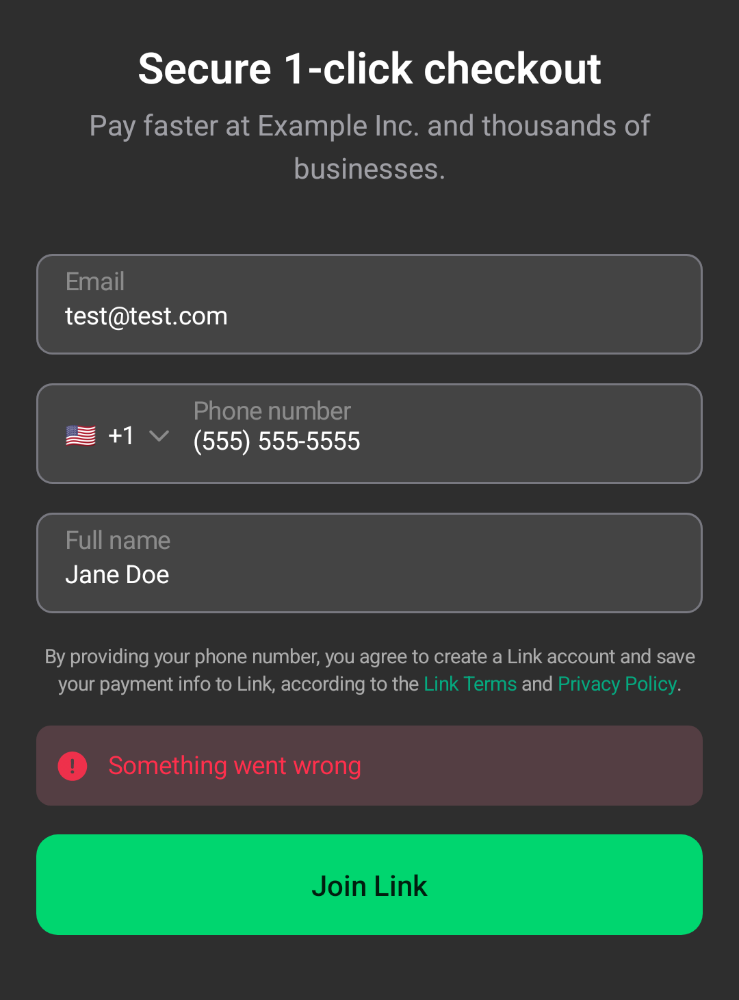 Secure 1-click checkout
Pay faster at Example Inc. and thousands of
businesses.
Email
test@test.com
Phone number
+1 (555) 555-5555
Full name
Jane Doe
By providing your phone number, you agree to create a Link account and save
your payment info to Link, according to the Link Terms and Privacy Policy.
! Something went wrong
Join Link